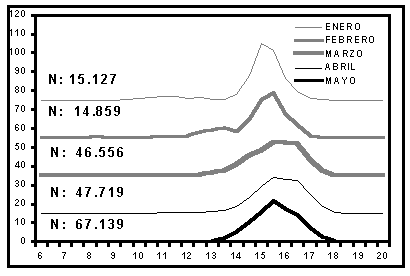 120
110
100
90
80
70
60
50
40
30
20
10
0
ENERO
FEBRERO
MARZO
ABRIL
MAYO
N: 15.127
N: 14.859
N: 46.556
N: 47.719
N: 67.139
6 7 8 9 10 11 12 13 14 15 16 17 18 19 20